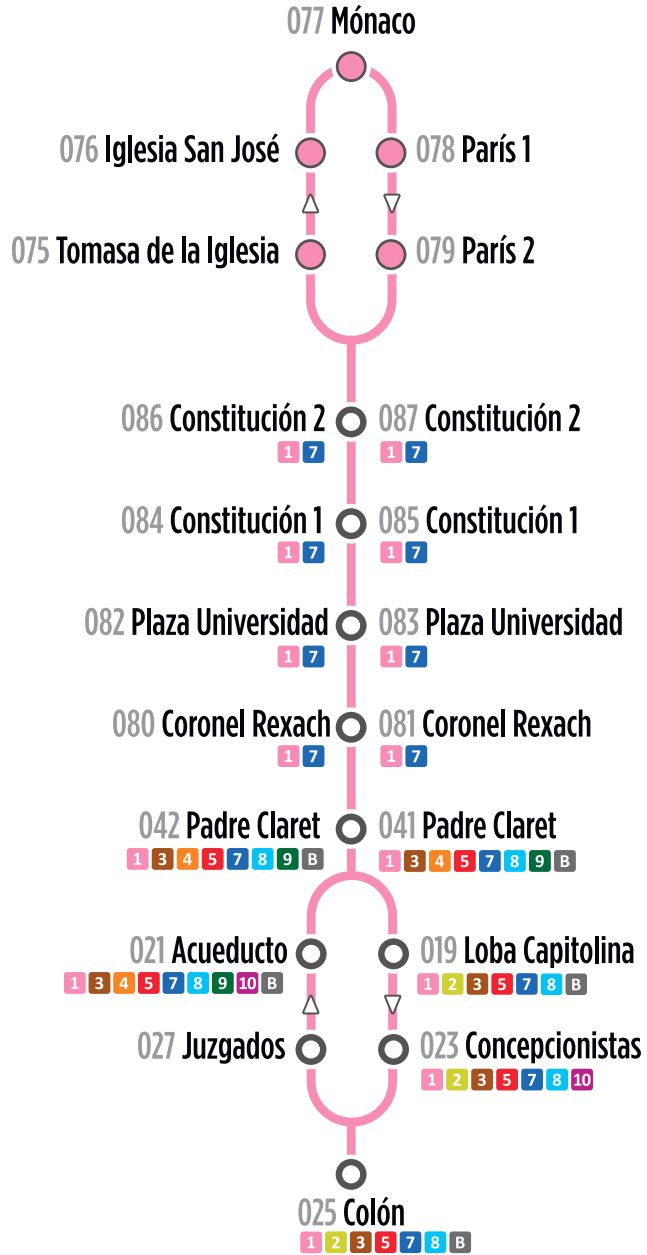 077 Mónaco
076 Iglesia San José
078 París 1
075 Tomasa de la Iglesia
079 París 2
086 Constitución 2
087 Constitución 2
1 7
1 7
084 Constitución 1
085 Constitución 1
1 7
1 7
082 Plaza Universidad
083 Plaza Universidad
1 7
1 7
080 Coronel Rexach
081 Coronel Rexach
1 7
1 7
042 Padre Claret
041 Padre Claret
1 3 4 5 7 8 9 B
1 3 4 5 7 8 9 B
021 Acueducto
019 Loba Capitolina
1 3 4 5 7 8 9 10 B
1 2 3 5 7 8 B
027 Juzgados
023 Concepcionistas
1 2 3 5 7 8 10
025 Colón
1 2 3 5 7 8 B